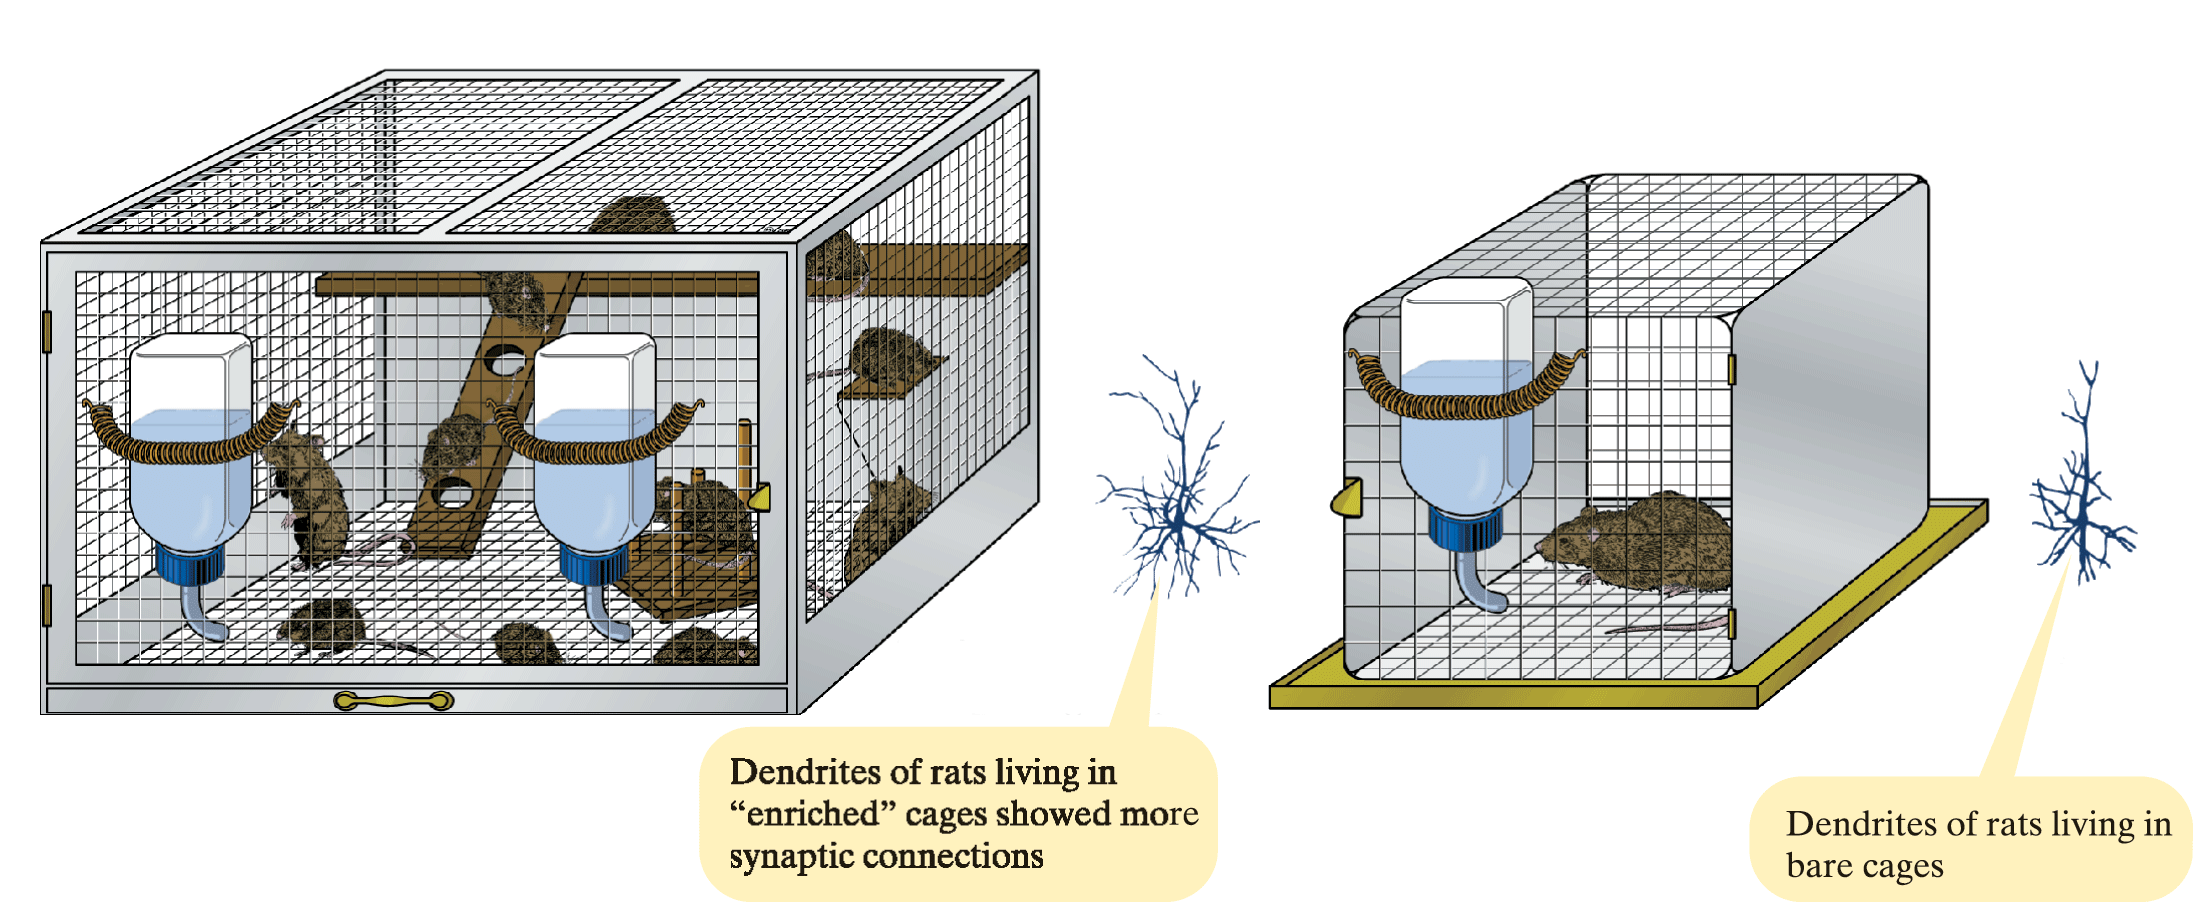 Dendrites of rats living in
“enriched” cages showed more
synaptic connections
Dendrites of rats living in
bare cages